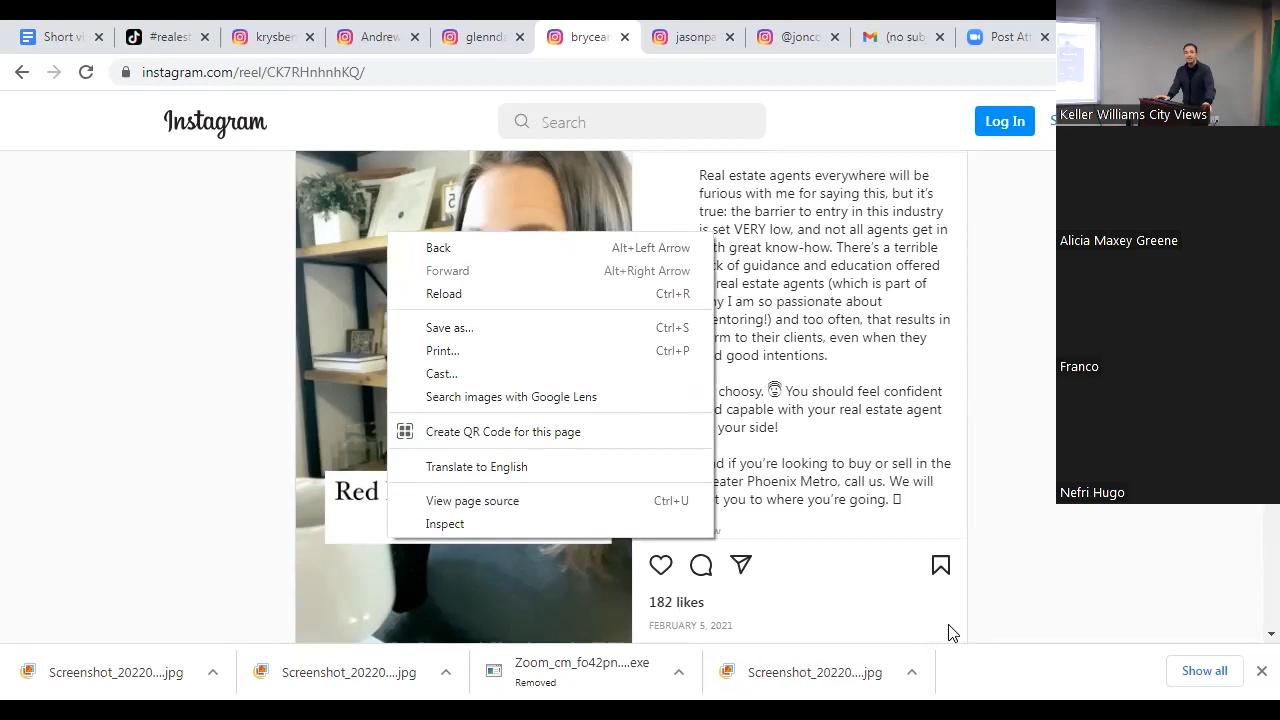 Short vi
#realest
krysber
Andrew
glennda
brycear
jasonpa
@jonco
(no sub
Post Att
instagram.com/reel/CK7RHnhnhKQ/
Instagram
Search
Log In
Keller Williams City Views
Alicia Maxey Greene
Franco
Nefri Hugo
Real estate agents everywhere will be
furious with me for saying this, but it's
true: the barrier to entry in this industry
is set VERY low, and not all agents get in
th great know-how. There's a terrible
ck of guidance and education offered
real estate agents (which is part of
y I am so passionate about
entoring!) and too often, that results in
rm to their clients, even when they
d good intentions.
choosy. 😇 You should feel confident
d capable with your real estate agent
your side!
d if you're looking to buy or sell in the
eater Phoenix Metro, call us. We will
t you to where you're going.
Back Alt+Left Arrow
Forward Alt+Right Arrow
Reload Ctrl+R
Save as... Ctrl+S
Print... Ctrl+P
Cast...
Search images with Google Lens
Create QR Code for this page
Translate to English
View page source Ctrl+U
Inspect
Red
182 likes
FEBRUARY 5, 2021
Screenshot_20220....jpg
Screenshot_20220....jpg
Zoom_cm_fo42pn....exe
Removed
Screenshot_20220....jpg
Show all